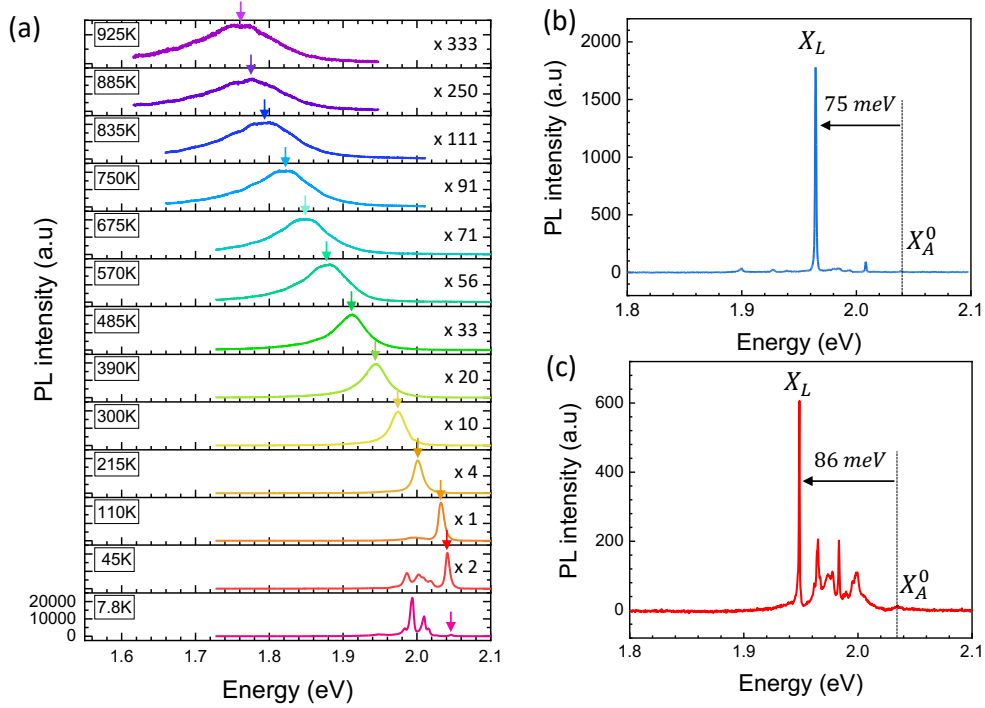 (a)
925K
x 333
885K
x 250
835K
x 111
750K
x 91
675K
x 71
570K
x 56
485K
x 33
390K
x 20
300K
x 10
215K
x 4
110K
x 1
45K
x 2
20000
10000
0
7.8K
1.6 1.7 1.8 1.9 2.0 2.1
Energy (eV)
PL intensity (a.u)
(b)
X_L
75 meV
X_A^0
2000
1500
1000
500
0
1.8 1.9 2.0 2.1
Energy (eV)
PL intensity (a.u)
(c)
X_L
86 meV
X_A^0
600
400
200
0
1.8 1.9 2.0 2.1
Energy (eV)
PL intensity (a.u)